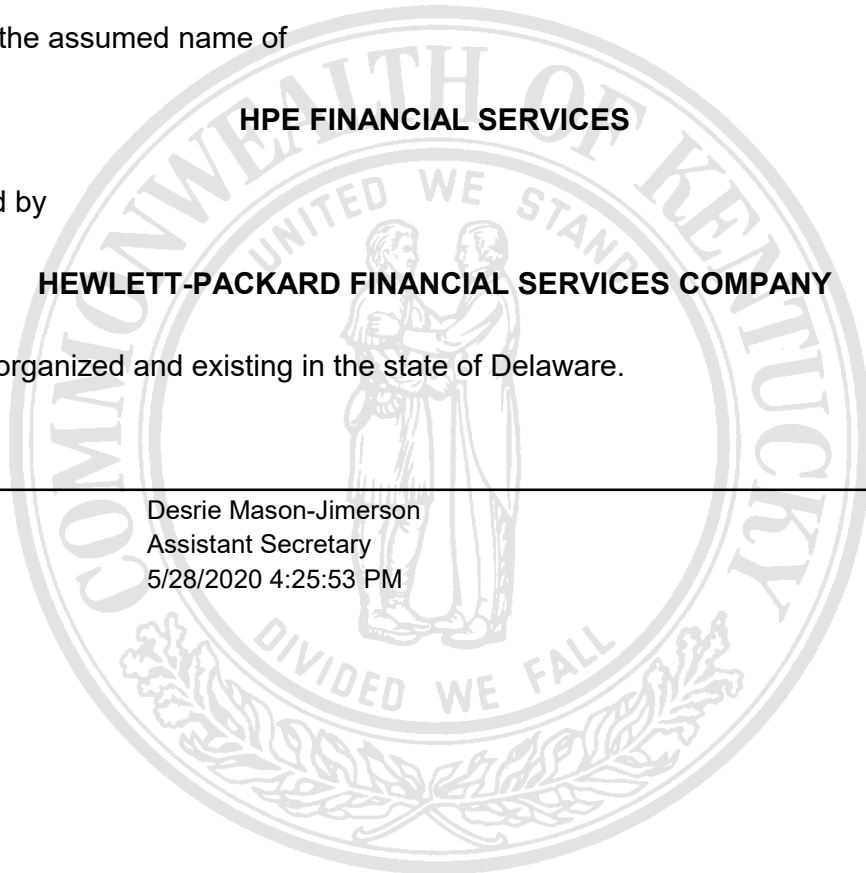 the assumed name of
HPE FINANCIAL SERVICES
d by
HEWLETT-PACKARD FINANCIAL SERVICES COMPANY
organized and existing in the state of Delaware.
Desrie Mason-Jimerson
Assistant Secretary
5/28/2020 4:25:53 PM
COMMONWEALTH OF KENTUCKY
UNITED WE STAND
DIVIDED WE FALL